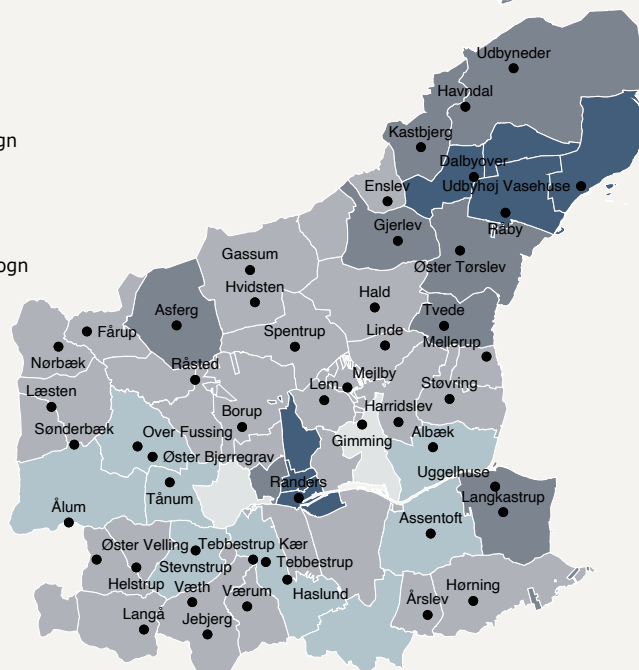 Udbyneder
Havndal
gn
Kastbjerg
Dalbyover
Enslev
Udbyhøj Vasehuse
Gjerlev
Råby
Gassum
ogn
Øster Tørslev
Hvidsten
Hald
Asferg
Tvede
Fårup
Spentrup
Linde
Mellerup
Nørbæk
Råsted
Mejlby
Læsten
Lem
Støvring
Borup
Harridslev
Sønderbæk
Over Fussing
Gimming
Albæk
Øster Bjerregrav
Uggelhuse
Randers
Tånum
Langkastrup
Ålum
Assentoft
Øster Velling
Tebbestrup Kær
Stevnstrup
Tebbestrup
Helstrup
Væth
Værum
Haslund
Hørning
Årslev
Langå
Jebjerg